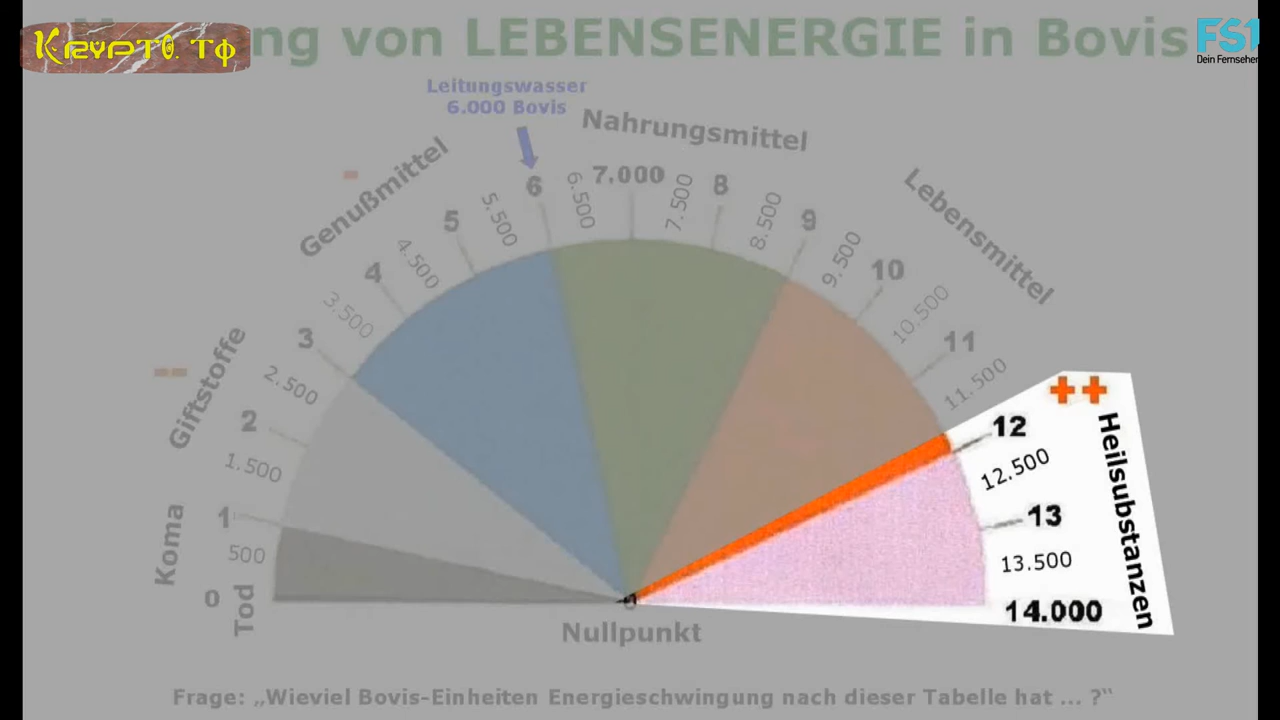 Krypto. TV
ng von LEBENSENERGIE in Bovis
FS1
Dein Fernsehen
Leitungswasser
6.000 Bovis
Nahrungsmittel
Genußmittel
Lebensmittel
Giftstoffe
Koma
Tod
Heilsubstanzen
0
500
1
1.500
2
2.500
3
3.500
4
4.500
5
5.500
6
6.500
7.000
7.500
8
8.500
9
9.500
10
10.500
11
11.500
12
12.500
13
13.500
14.000
Nullpunkt
Frage: „Wieviel Bovis-Einheiten Energieschwingung nach dieser Tabelle hat ... ?“